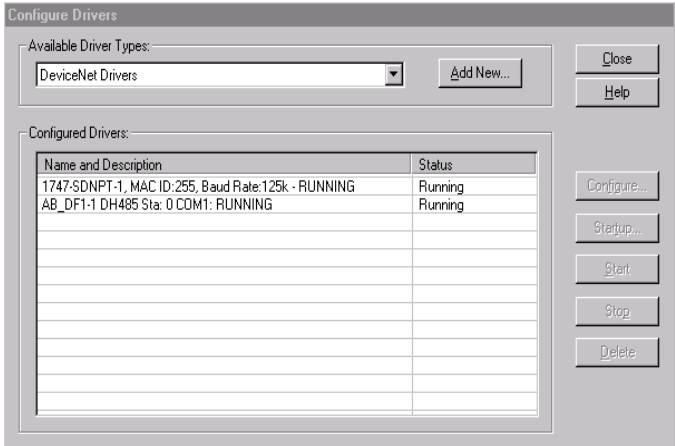 Configure Drivers
Available Driver Types:
DeviceNet Drivers
Add New...
Close
Help
Configured Drivers:
Name and Description Status
1747-SDNPT-1, MAC ID:255, Baud Rate:125k - RUNNING Running
AB_DF1-1 DH485 Sta: 0 COM1: RUNNING Running
Configure...
Startup...
Start
Stop
Delete